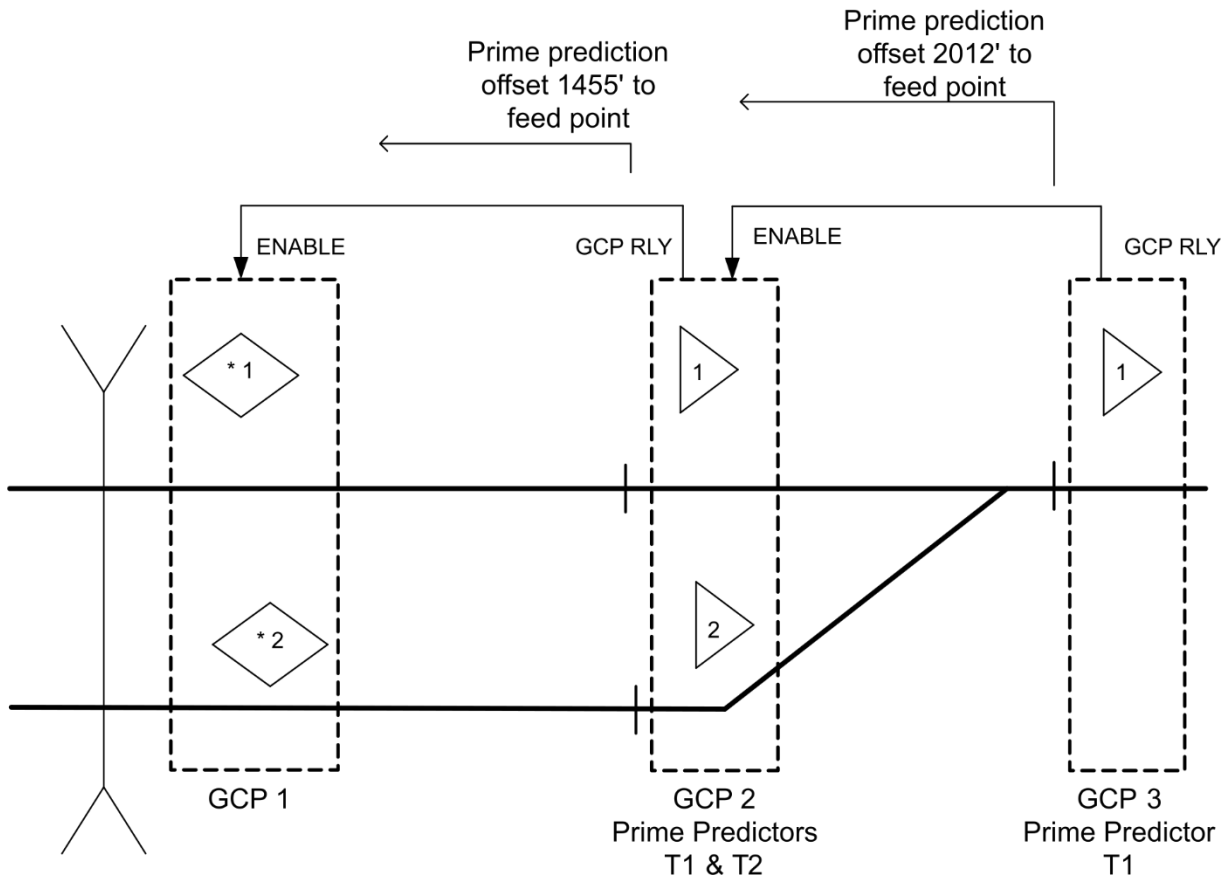 Prime prediction
offset 1455' to
feed point
Prime prediction
offset 2012' to
feed point
ENABLE
GCP RLY
ENABLE
GCP RLY
* 1
1
1
* 2
2
GCP 1
GCP 2
Prime Predictors
T1 & T2
GCP 3
Prime Predictor
T1